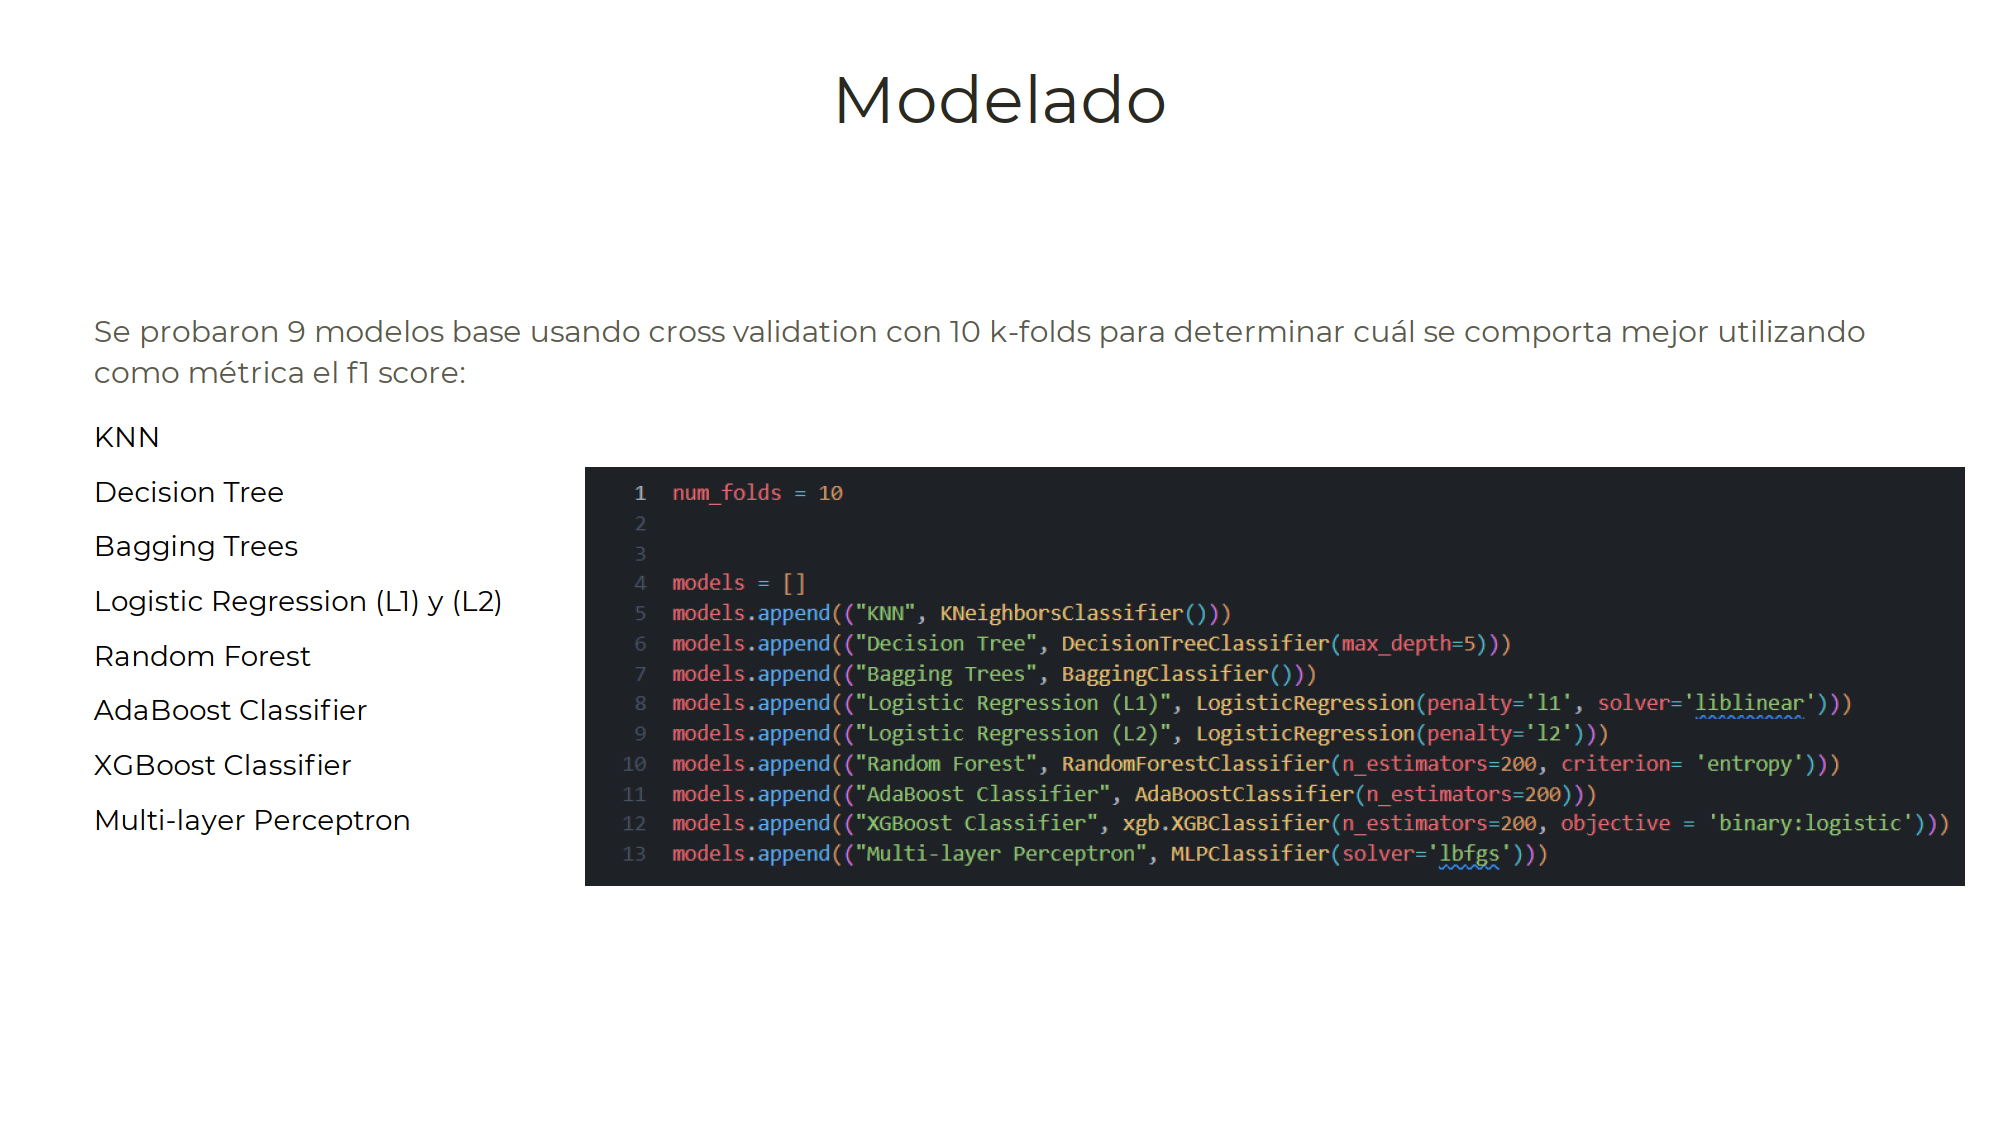 Modelado
Se probaron 9 modelos base usando cross validation con 10 k-folds para determinar cuál se comporta mejor utilizando
como métrica el f1 score:
KNN
Decision Tree
Bagging Trees
Logistic Regression (L1) y (L2)
Random Forest
AdaBoost Classifier
XGBoost Classifier
Multi-layer Perceptron
1 num_folds = 10
2
3
4 models = []
5 models.append(("KNN", KNeighborsClassifier()))
6 models.append(("Decision Tree", DecisionTreeClassifier(max_depth=5)))
7 models.append(("Bagging Trees", BaggingClassifier()))
8 models.append(("Logistic Regression (L1)", LogisticRegression(penalty='l1', solver='liblinear')))
9 models.append(("Logistic Regression (L2)", LogisticRegression(penalty='l2')))
10 models.append(("Random Forest", RandomForestClassifier(n_estimators=200, criterion= 'entropy')))
11 models.append(("AdaBoost Classifier", AdaBoostClassifier(n_estimators=200)))
12 models.append(("XGBoost Classifier", xgb.XGBClassifier(n_estimators=200, objective = 'binary:logistic')))
13 models.append(("Multi-layer Perceptron", MLPClassifier(solver='lbfgs')))